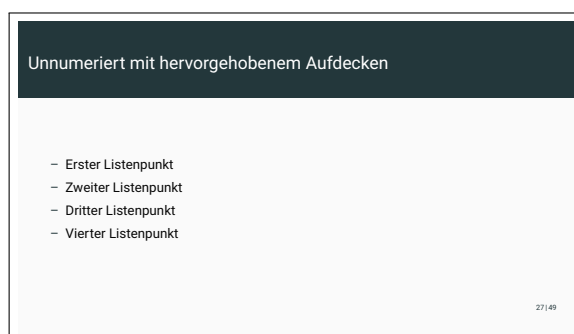 Unnumeriert mit hervorgehobenem Aufdecken
– Erster Listenpunkt
– Zweiter Listenpunkt
– Dritter Listenpunkt
– Vierter Listenpunkt
27|49